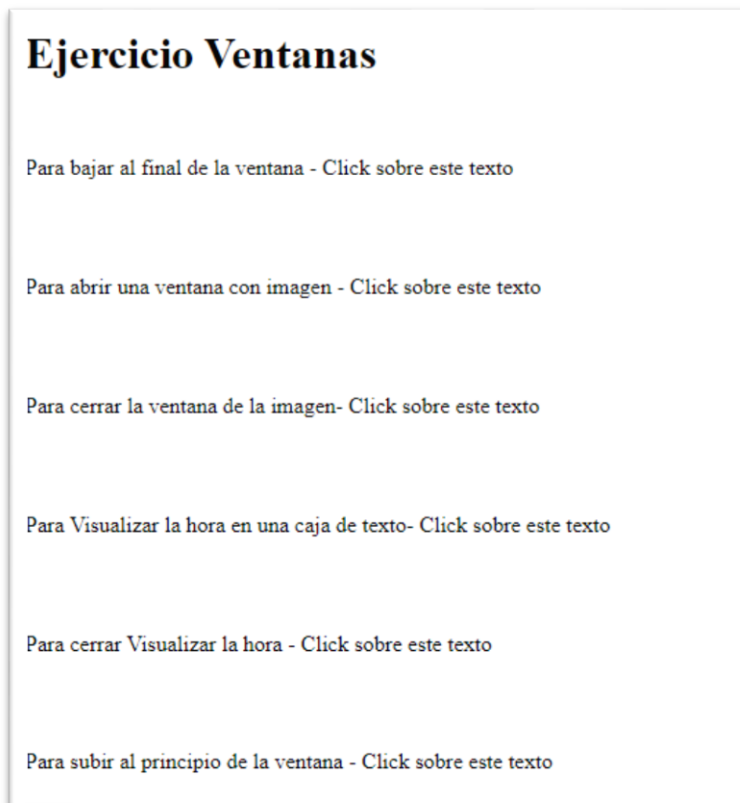 Ejercicio Ventanas
Para bajar al final de la ventana - Click sobre este texto
Para abrir una ventana con imagen - Click sobre este texto
Para cerrar la ventana de la imagen- Click sobre este texto
Para Visualizar la hora en una caja de texto- Click sobre este texto
Para cerrar Visualizar la hora - Click sobre este texto
Para subir al principio de la ventana - Click sobre este texto